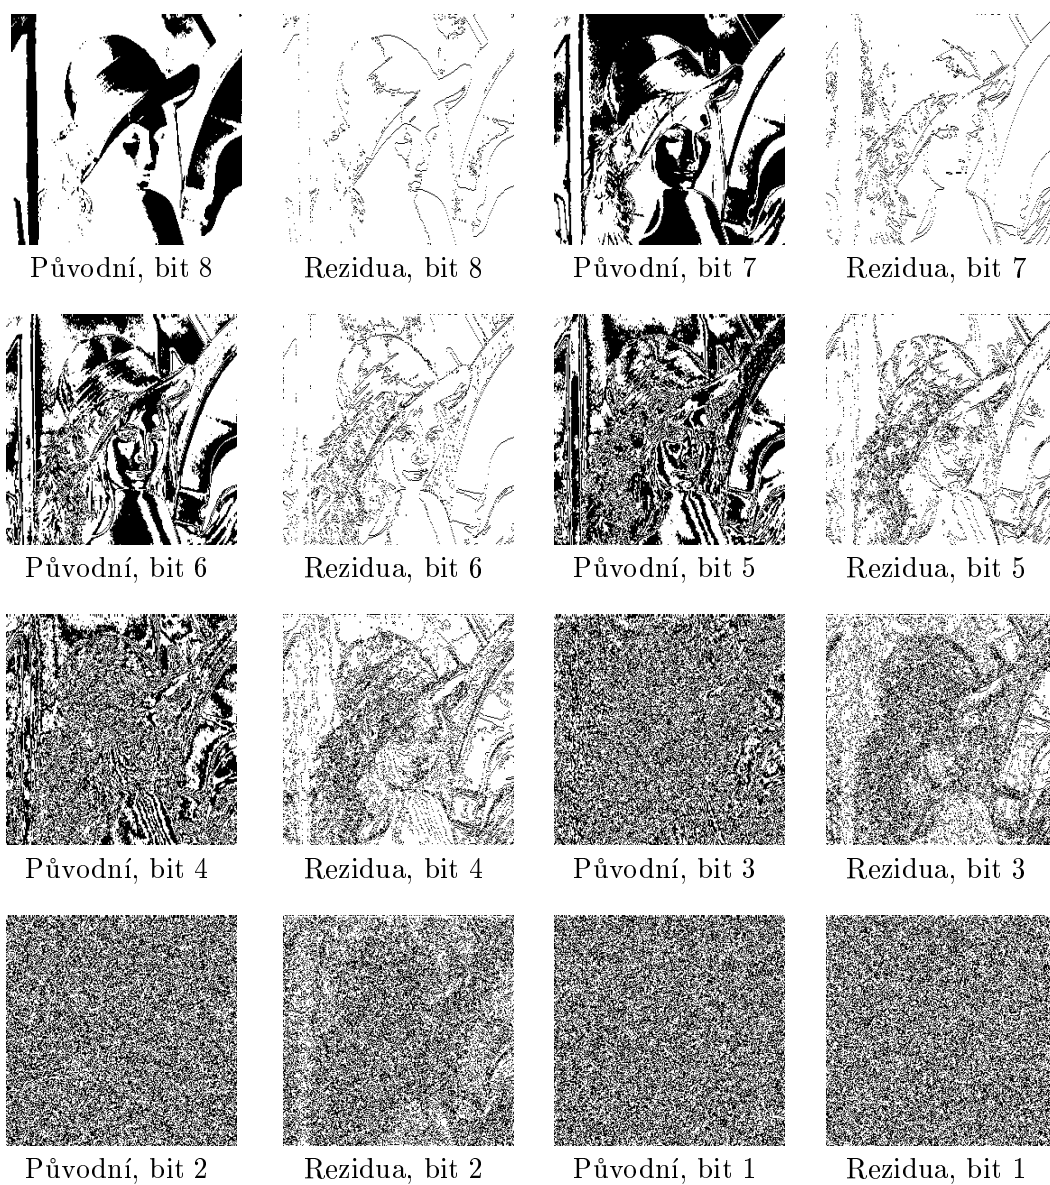 Původní, bit 8 Rezidua, bit 8 Původní, bit 7 Rezidua, bit 7
Původní, bit 6 Rezidua, bit 6 Původní, bit 5 Rezidua, bit 5
Původní, bit 4 Rezidua, bit 4 Původní, bit 3 Rezidua, bit 3
Původní, bit 2 Rezidua, bit 2 Původní, bit 1 Rezidua, bit 1